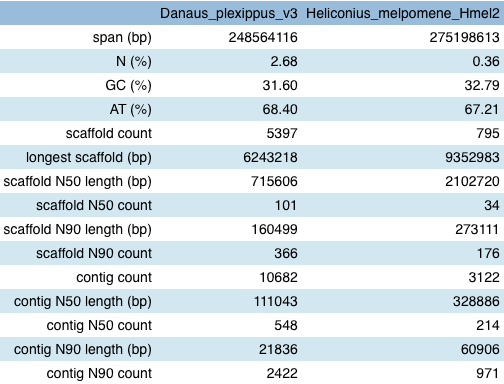 Danaus_plexippus_v3 Heliconius_melpomene_Hmel2
span (bp) 248564116 275198613
N (%) 2.68 0.36
GC (%) 31.60 32.79
AT (%) 68.40 67.21
scaffold count 5397 795
longest scaffold (bp) 6243218 9352983
scaffold N50 length (bp) 715606 2102720
scaffold N50 count 101 34
scaffold N90 length (bp) 160499 273111
scaffold N90 count 366 176
contig count 10682 3122
contig N50 length (bp) 111043 328886
contig N50 count 548 214
contig N90 length (bp) 21836 60906
contig N90 count 2422 971